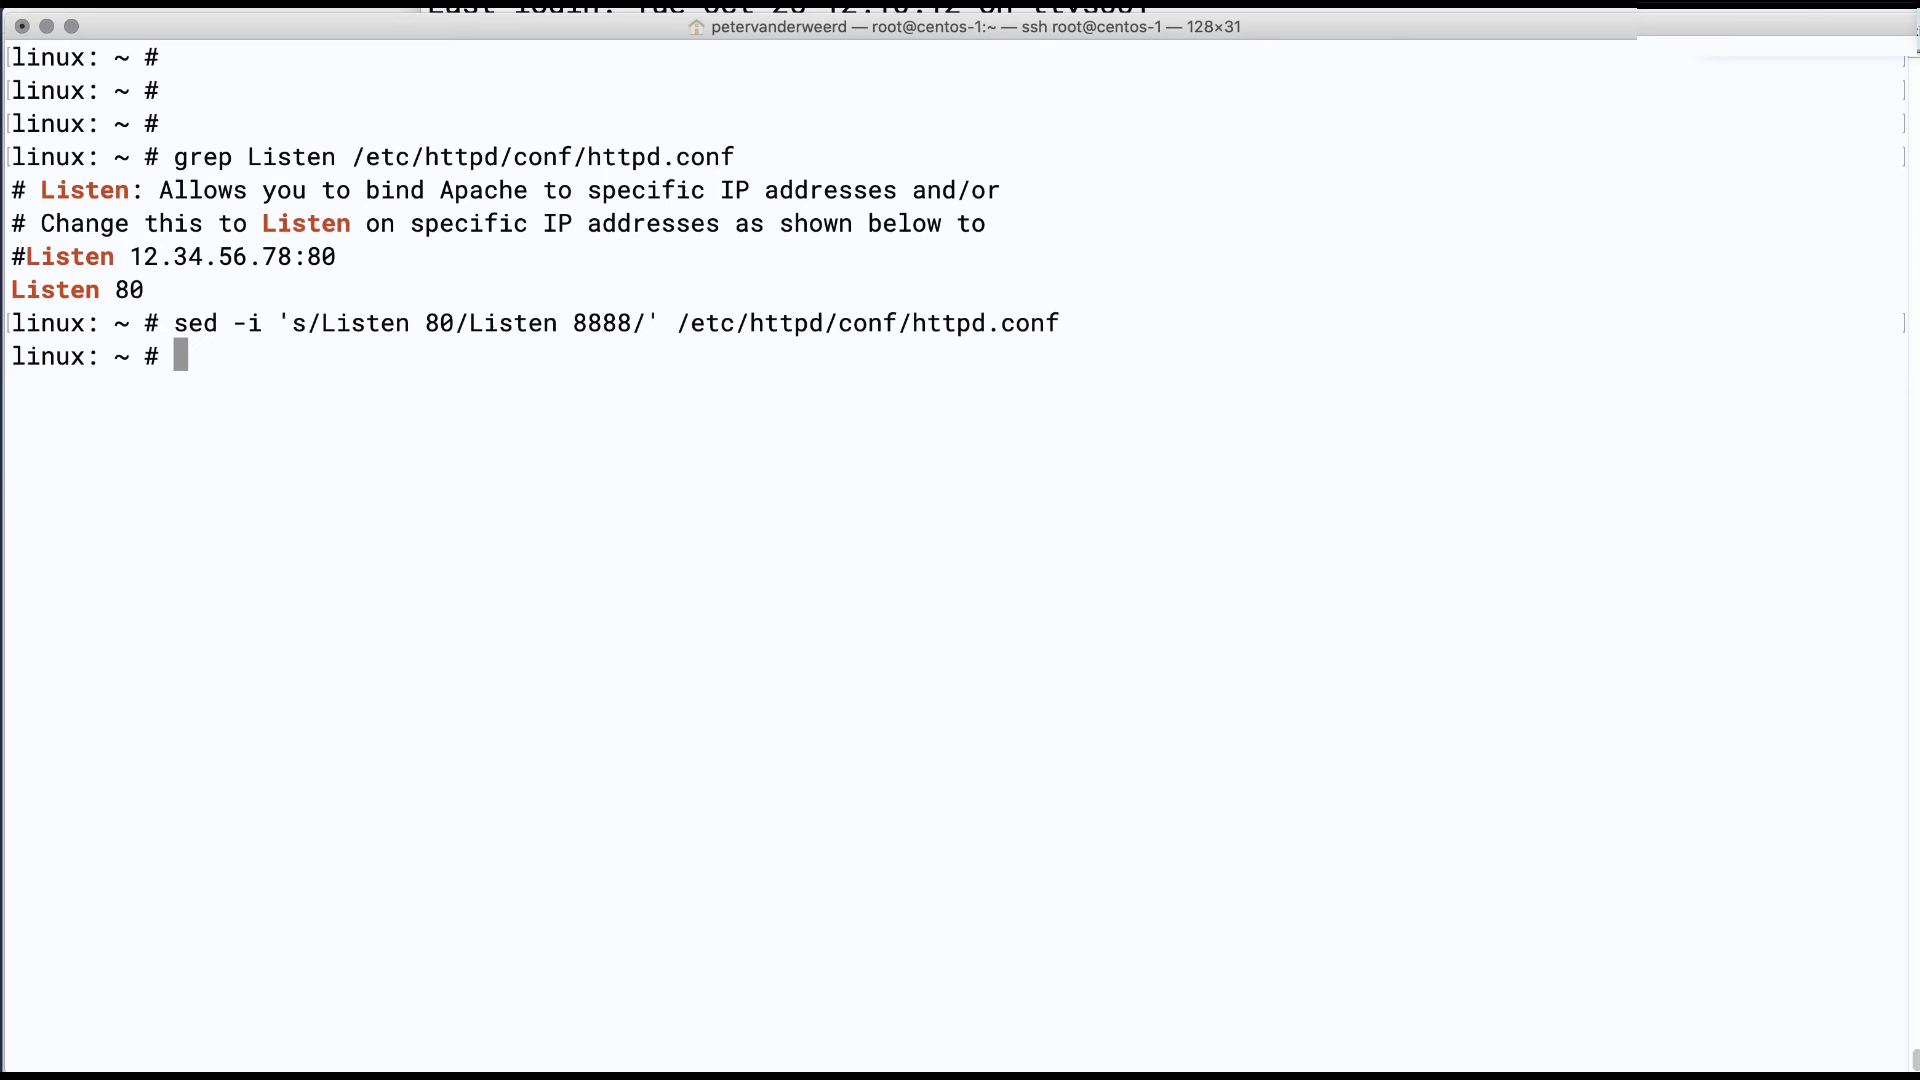 petervanderweerd — root@centos-1:~ — ssh root@centos-1 — 128×31
linux: ~ #
linux: ~ #
linux: ~ #
linux: ~ # grep Listen /etc/httpd/conf/httpd.conf
# Listen: Allows you to bind Apache to specific IP addresses and/or
# Change this to Listen on specific IP addresses as shown below to
#Listen 12.34.56.78:80
Listen 80
linux: ~ # sed -i 's/Listen 80/Listen 8888/' /etc/httpd/conf/httpd.conf
linux: ~ #